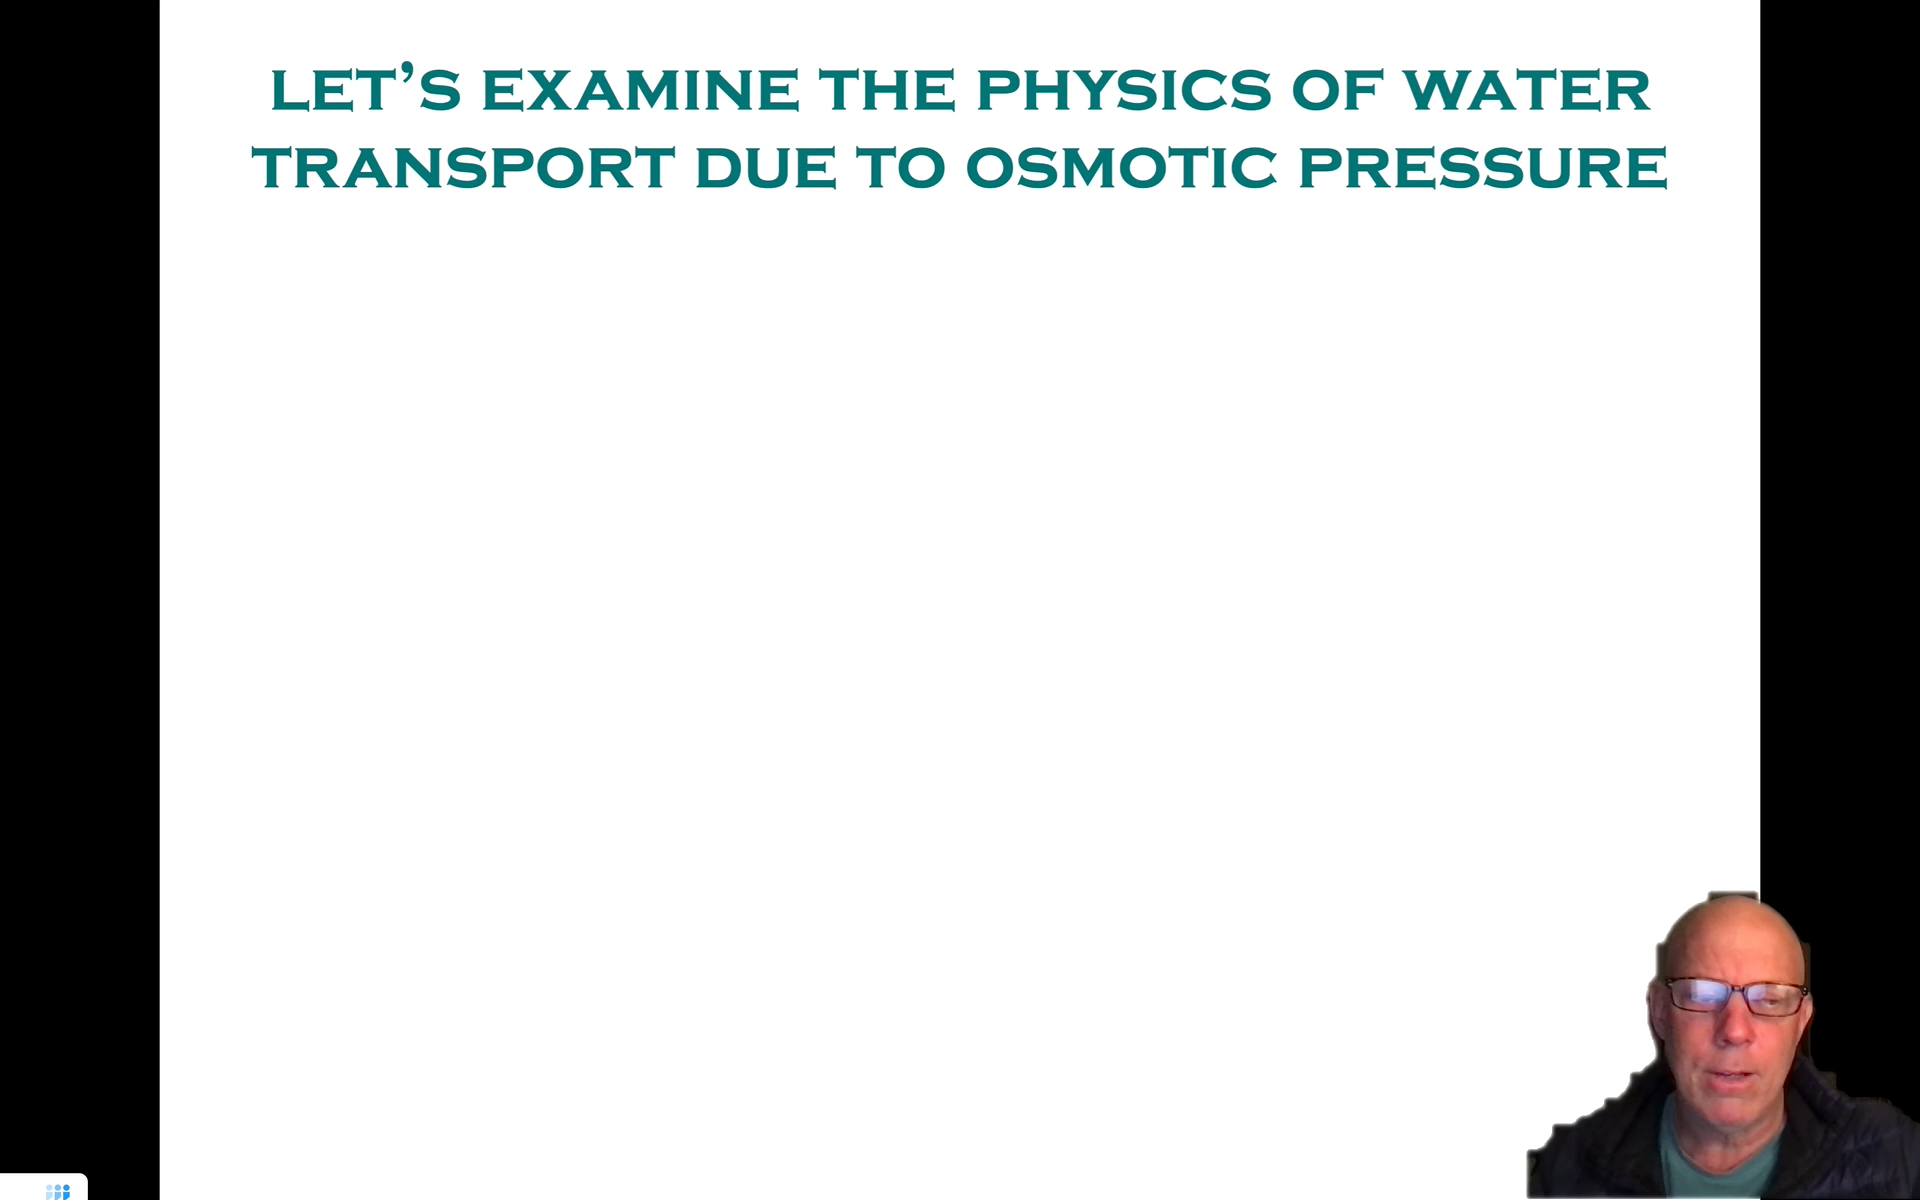 LET’S EXAMINE THE PHYSICS OF WATER
TRANSPORT DUE TO OSMOTIC PRESSURE